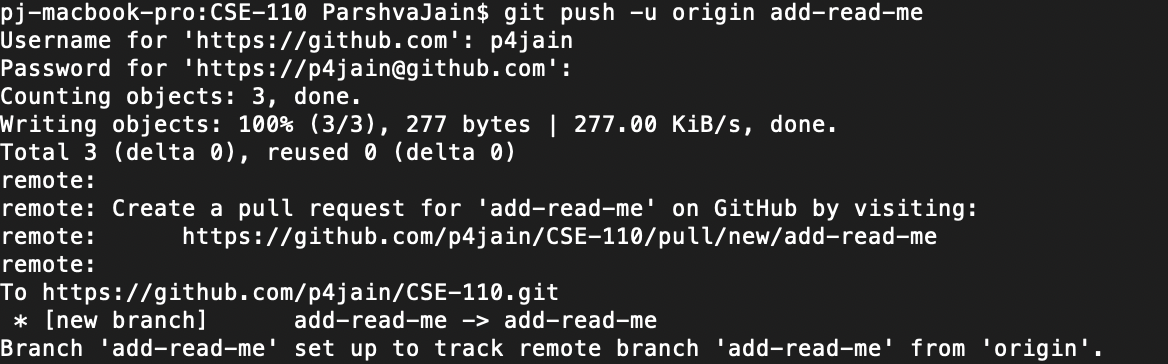 pj-macbook-pro:CSE-110 ParshvaJain$ git push -u origin add-read-me
Username for 'https://github.com': p4jain
Password for 'https://p4jain@github.com':
Counting objects: 3, done.
Writing objects: 100% (3/3), 277 bytes | 277.00 KiB/s, done.
Total 3 (delta 0), reused 0 (delta 0)
remote:
remote: Create a pull request for 'add-read-me' on GitHub by visiting:
remote:      https://github.com/p4jain/CSE-110/pull/new/add-read-me
remote:
To https://github.com/p4jain/CSE-110.git
 * [new branch]      add-read-me -> add-read-me
Branch 'add-read-me' set up to track remote branch 'add-read-me' from 'origin'.